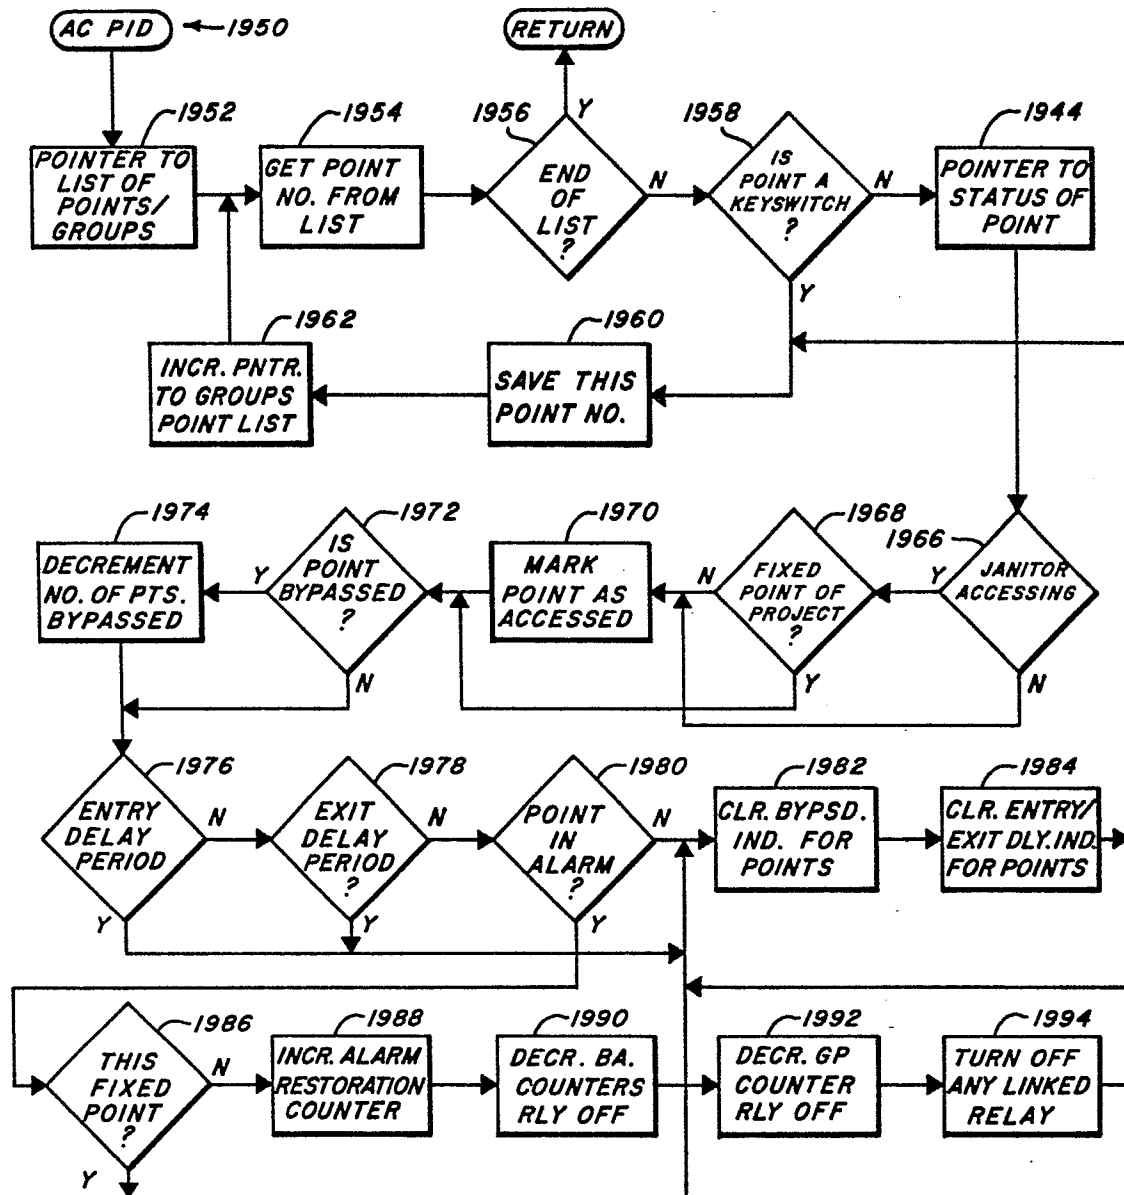 AC PID
1950
RETURN
1952
POINTER TO
LIST OF
POINTS/
GROUPS
1954
GET POINT
NO. FROM
LIST
1956
END
OF
LIST
?
Y
N
1958
IS
POINT A
KEYSWITCH
?
N
Y
1944
POINTER TO
STATUS OF
POINT
1962
INCR. PNTR.
TO GROUPS
POINT LIST
1960
SAVE THIS
POINT NO.
1974
DECREMENT
NO. OF PTS.
BYPASSED
1972
IS
POINT
BYPASSED
?
Y
N
1970
MARK
POINT AS
ACCESSED
1968
FIXED
POINT OF
PROJECT
?
N
Y
1966
JANITOR
ACCESSING
Y
N
1976
ENTRY
DELAY
PERIOD
N
Y
1978
EXIT
DELAY
PERIOD
?
N
Y
1980
POINT
IN
ALARM
?
N
Y
1982
CLR. BYPSD.
IND. FOR
POINTS
1984
CLR. ENTRY/
EXIT DLY. IND.
FOR POINTS
1986
THIS
FIXED
POINT
?
N
Y
1988
INCR. ALARM
RESTORATION
COUNTER
1990
DECR. BA.
COUNTERS
RLY OFF
1992
DECR. GP
COUNTER
RLY OFF
1994
TURN OFF
ANY LINKED
RELAY